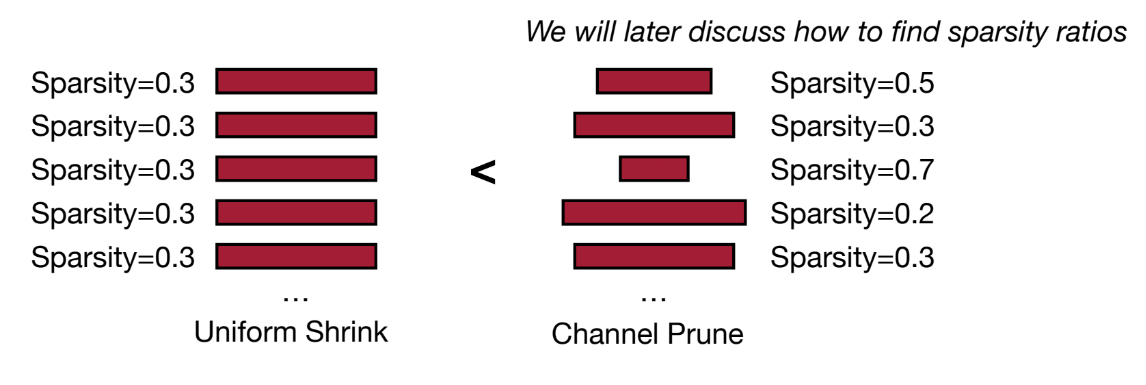 We will later discuss how to find sparsity ratios
Sparsity=0.3
Sparsity=0.3
Sparsity=0.3
Sparsity=0.3
Sparsity=0.3
...
Uniform Shrink
<
Sparsity=0.5
Sparsity=0.3
Sparsity=0.7
Sparsity=0.2
Sparsity=0.3
...
Channel Prune